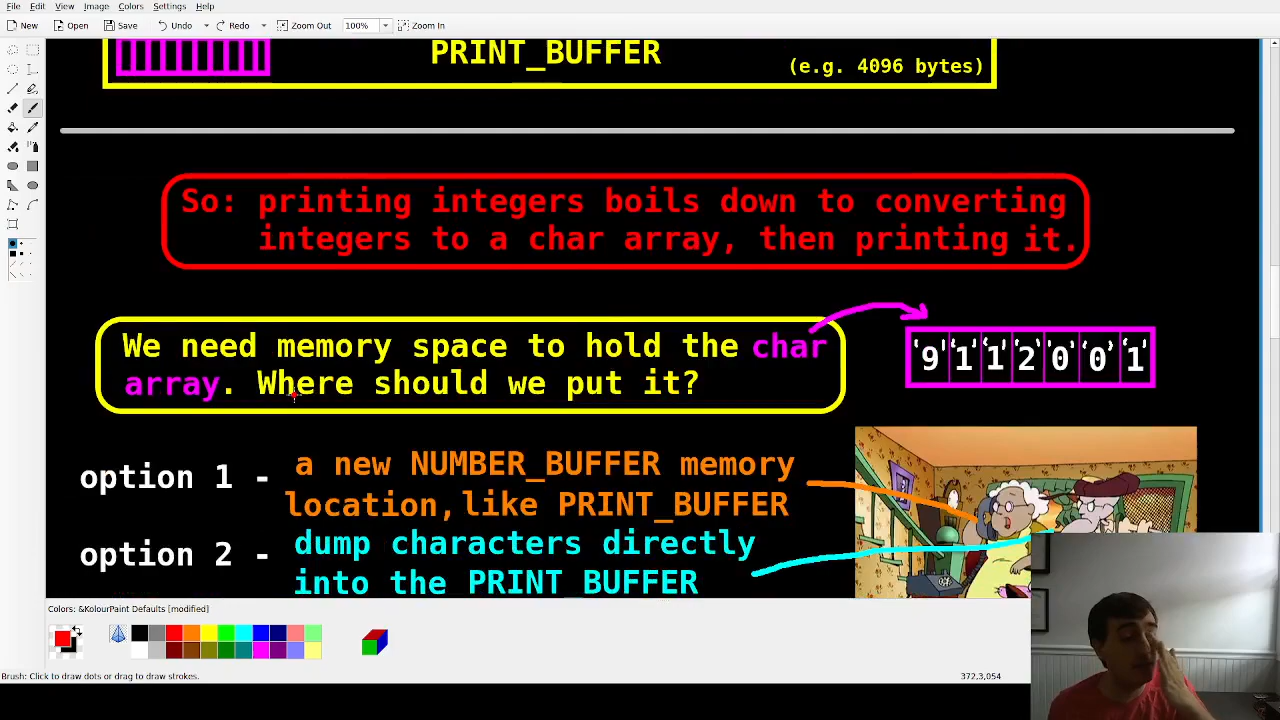 File Edit View Image Colors Settings Help
New Open Save Undo Redo Zoom Out 100% Zoom In
PRINT_BUFFER
(e.g. 4096 bytes)
So: printing integers boils down to converting
integers to a char array, then printing it.
We need memory space to hold the char
array. Where should we put it?
'9' '1' '1' '2' '0' '0' '1'
option 1 - a new NUMBER_BUFFER memory
location, like PRINT_BUFFER
option 2 - dump characters directly
into the PRINT_BUFFER
Colors: &KolourPaint Defaults [modified]
Brush: Click to draw dots or drag to draw strokes.
372,3,054